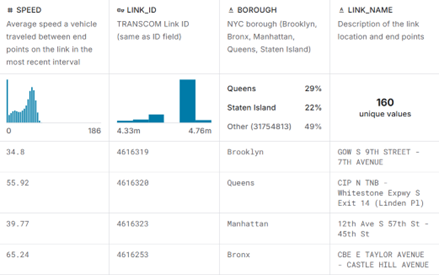 SPEED
Average speed a vehicle
traveled between end
points on the link in the
most recent interval
LINK_ID
TRANSCOM Link ID
(same as ID field)
BOROUGH
NYC borough (Brooklyn,
Bronx, Manhattan,
Queens, Staten Island)
LINK_NAME
Description of the link
location and end points
0 186
4.33m 4.76m
Queens 29%
Staten Island 22%
Other (31754813) 49%
160
unique values
34.8
4616319
Brooklyn
GOW S 9TH STREET -
7TH AVENUE
55.92
4616320
Queens
CIP N TNB -
Whitestone Expwy S
Exit 14 (Linden Pl)
39.77
4616323
Manhattan
12th Ave S 57th St -
45th St
65.24
4616253
Bronx
CBE E TAYLOR AVENUE
- CASTLE HILL AVENUE